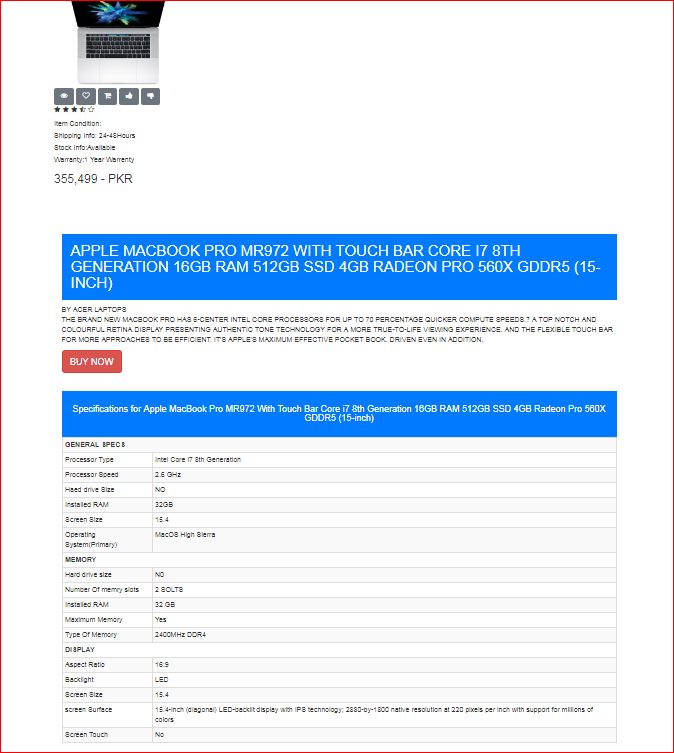 Item Condition:
Shipping Info: 24-48Hours
Stock Info:Available
Warranty:1 Year Warrenty
355,499 - PKR
APPLE MACBOOK PRO MR972 WITH TOUCH BAR CORE I7 8TH
GENERATION 16GB RAM 512GB SSD 4GB RADEON PRO 560X GDDR5 (15-
INCH)
BY ACER LAPTOPS
THE BRAND NEW MACBOOK PRO HAS 6-CENTER INTEL CORE PROCESSORS FOR UP TO 70 PERCENTAGE QUICKER COMPUTE SPEEDS.? A TOP NOTCH AND
COLOURFUL RETINA DISPLAY PRESENTING AUTHENTIC TONE TECHNOLOGY FOR A MORE TRUE-TO-LIFE VIEWING EXPERIENCE. AND THE FLEXIBLE TOUCH BAR
FOR MORE APPROACHES TO BE EFFICIENT. IT'S APPLE'S MAXIMUM EFFECTIVE POCKET BOOK. DRIVEN EVEN IN ADDITION.
BUY NOW
Specifications for Apple MacBook Pro MR972 With Touch Bar Core i7 8th Generation 16GB RAM 512GB SSD 4GB Radeon Pro 560X
GDDR5 (15-inch)
GENERAL SPECS
Processor Type Intel Core i7 8th Generation
Processor Speed 2.6 GHz
Haed drive Size NO
Installed RAM 32GB
Screen Size 15.4
Operating
System(Primary) MacOS High Sierra
MEMORY
Hard drive size N0
Number Of memry slots 2 SOLTS
Installed RAM 32 GB
Maximum Memory Yes
Type Of Memory 2400MHz DDR4
DISPLAY
Aspect Ratio 16:9
Backlight LED
Screen Size 15.4
screen Surface 15.4-inch (diagonal) LED-backlit display with IPS technology; 2880-by-1800 native resolution at 220 pixels per inch with support for millions of
colors
Screen Touch No